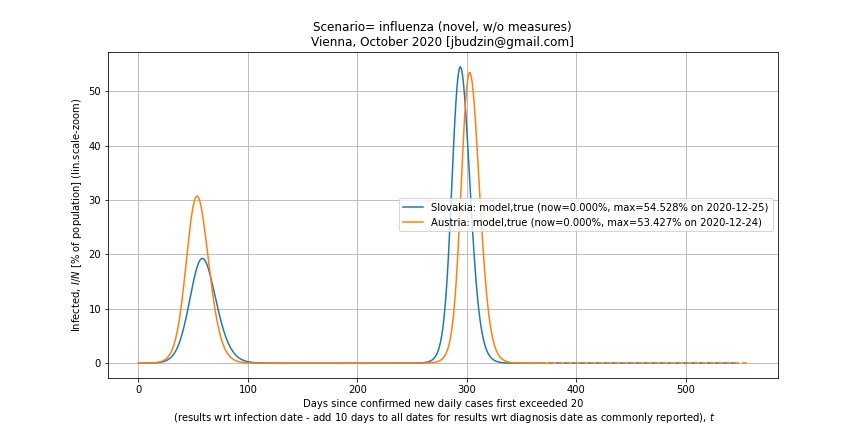 Scenario= influenza (novel, w/o measures)
Vienna, October 2020 [jbudzin@gmail.com]
Infected, I/N [% of population] (lin.scale-zoom)
50
40
30
20
10
0
Slovakia: model,true (now=0.000%, max=54.528% on 2020-12-25)
Austria: model,true (now=0.000%, max=53.427% on 2020-12-24)
0 100 200 300 400 500
Days since confirmed new daily cases first exceeded 20
(results wrt infection date - add 10 days to all dates for results wrt diagnosis date as commonly reported), t